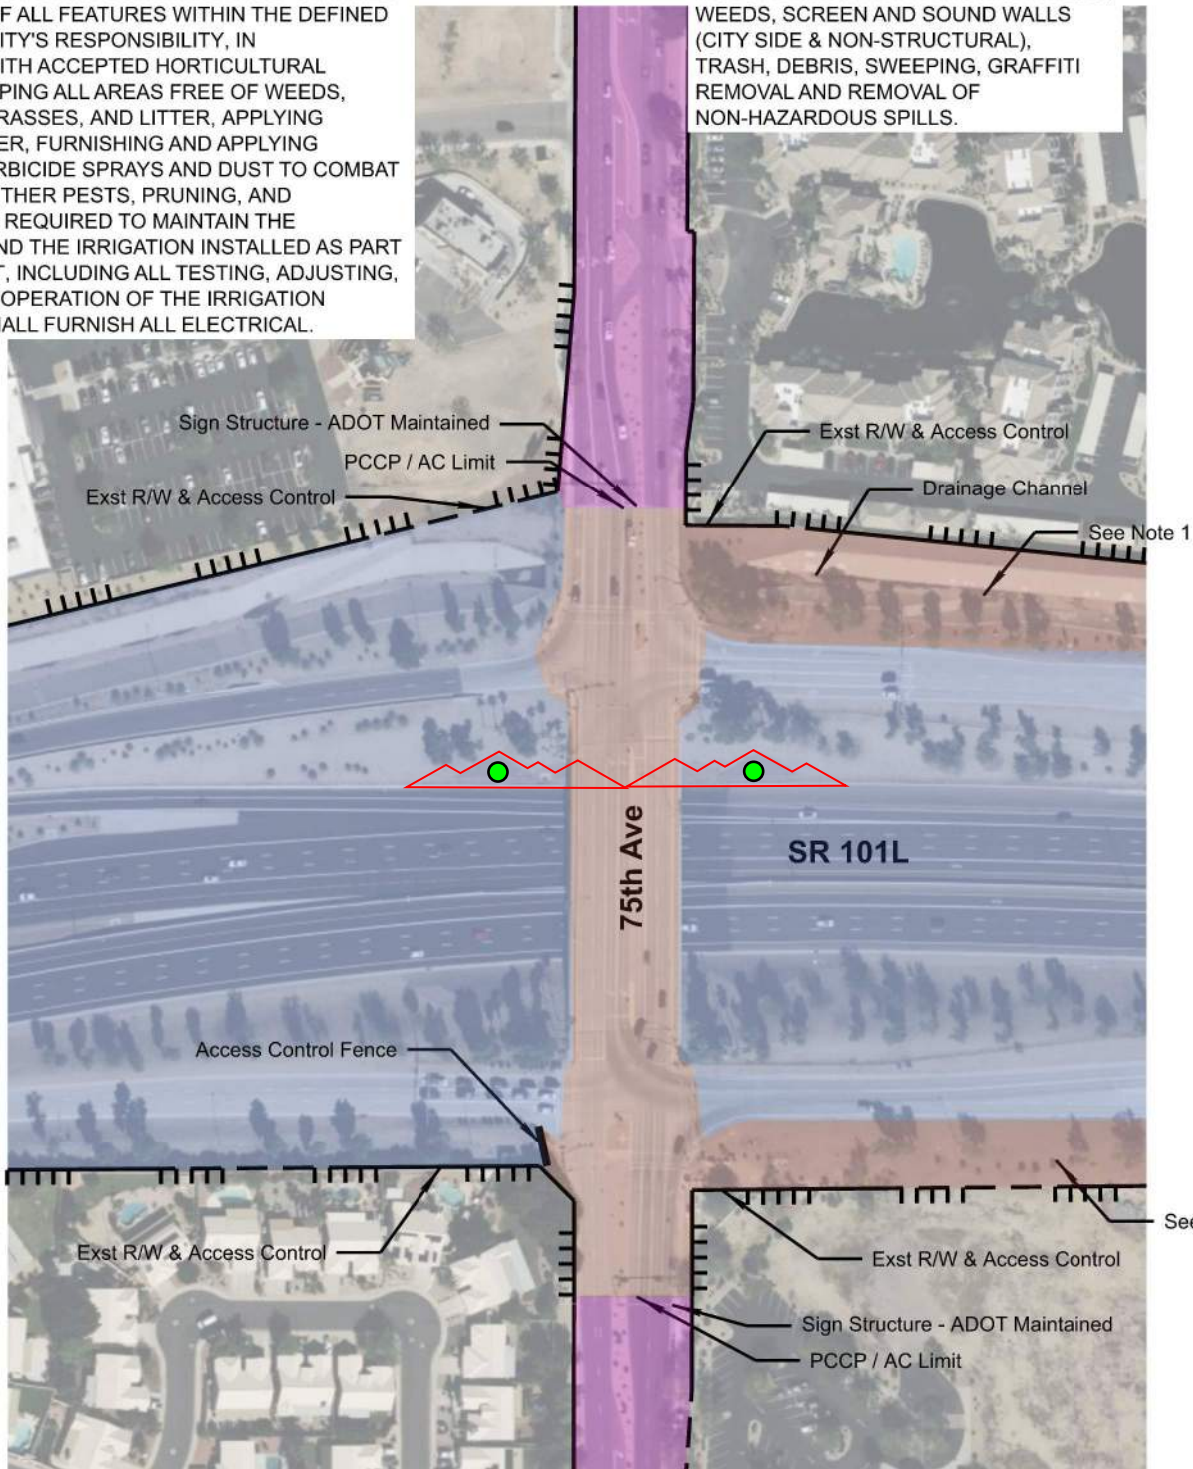 F ALL FEATURES WITHIN THE DEFINED
ITY'S RESPONSIBILITY, IN
ITH ACCEPTED HORTICULTURAL
PING ALL AREAS FREE OF WEEDS,
RASSES, AND LITTER, APPLYING
ER, FURNISHING AND APPLYING
RBICIDE SPRAYS AND DUST TO COMBAT
THER PESTS, PRUNING, AND
REQUIRED TO MAINTAIN THE
ND THE IRRIGATION INSTALLED AS PART
T, INCLUDING ALL TESTING, ADJUSTING,
OPERATION OF THE IRRIGATION
HALL FURNISH ALL ELECTRICAL.
WEEDS, SCREEN AND SOUND WALLS
(CITY SIDE & NON-STRUCTURAL),
TRASH, DEBRIS, SWEEPING, GRAFFITI
REMOVAL AND REMOVAL OF
NON-HAZARDOUS SPILLS.
Sign Structure - ADOT Maintained
PCCP / AC Limit
Exst R/W & Access Control
Exst R/W & Access Control
Drainage Channel
See Note 1
75th Ave
SR 101L
Access Control Fence
Exst R/W & Access Control
See
Exst R/W & Access Control
Sign Structure - ADOT Maintained
PCCP / AC Limit